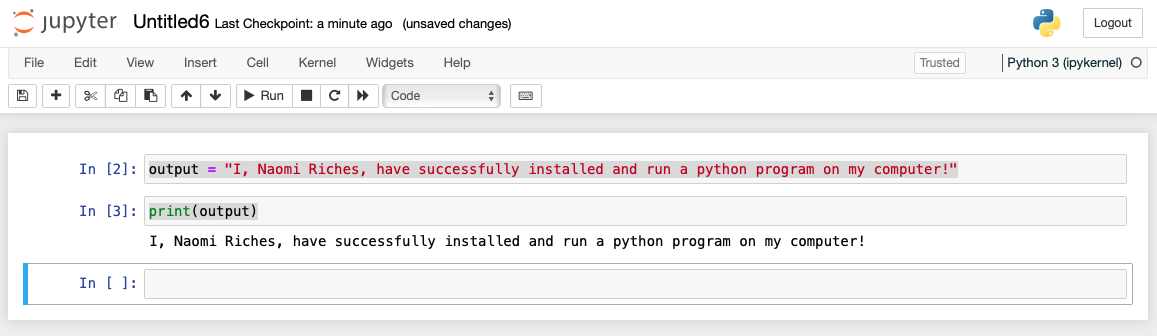 jupyter Untitled6 Last Checkpoint: a minute ago (unsaved changes) Logout
File Edit View Insert Cell Kernel Widgets Help Trusted Python 3 (ipykernel)
Run Code
In [2]: output = "I, Naomi Riches, have successfully installed and run a python program on my computer!"
In [3]: print(output)
I, Naomi Riches, have successfully installed and run a python program on my computer!
In [ ]: